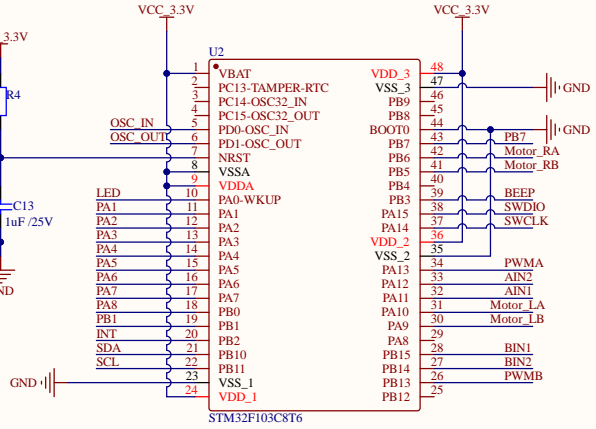 VCC_3.3V
VCC_3.3V
3.3V
U2
R4
C13
1uF /25V
ND
1 VBAT
2 PC13-TAMPER-RTC
3 PC14-OSC32_IN
4 PC15-OSC32_OUT
OSC_IN 5 PD0-OSC_IN
OSC_OUT 6 PD1-OSC_OUT
7 NRST
8 VSSA
9 VDDA
LED 10 PA0-WKUP
PA1 11 PA1
PA2 12 PA2
PA3 13 PA3
PA4 14 PA4
PA5 15 PA5
PA6 16 PA6
PA7 17 PA7
PA8 18 PB0
PB1 19 PB1
INT 20 PB2
SDA 21 PB10
SCL 22 PB11
GND 23 VSS_1
24 VDD_1
VDD_3 48
VSS_3 47 GND
PB9 46
PB8 45
BOOT0 44 GND
PB7 43 PB7
PB6 42 Motor_RA
PB5 41 Motor_RB
PB4 40
PB3 39 BEEP
PA15 38 SWDIO
PA14 37 SWCLK
VDD_2 36
VSS_2 35
PA13 34 PWMA
PA12 33 AIN2
PA11 32 AIN1
PA10 31 Motor_LA
PA9 30 Motor_LB
PA8 29
PB15 28 BIN1
PB14 27 BIN2
PB13 26 PWMB
PB12 25
STM32F103C8T6